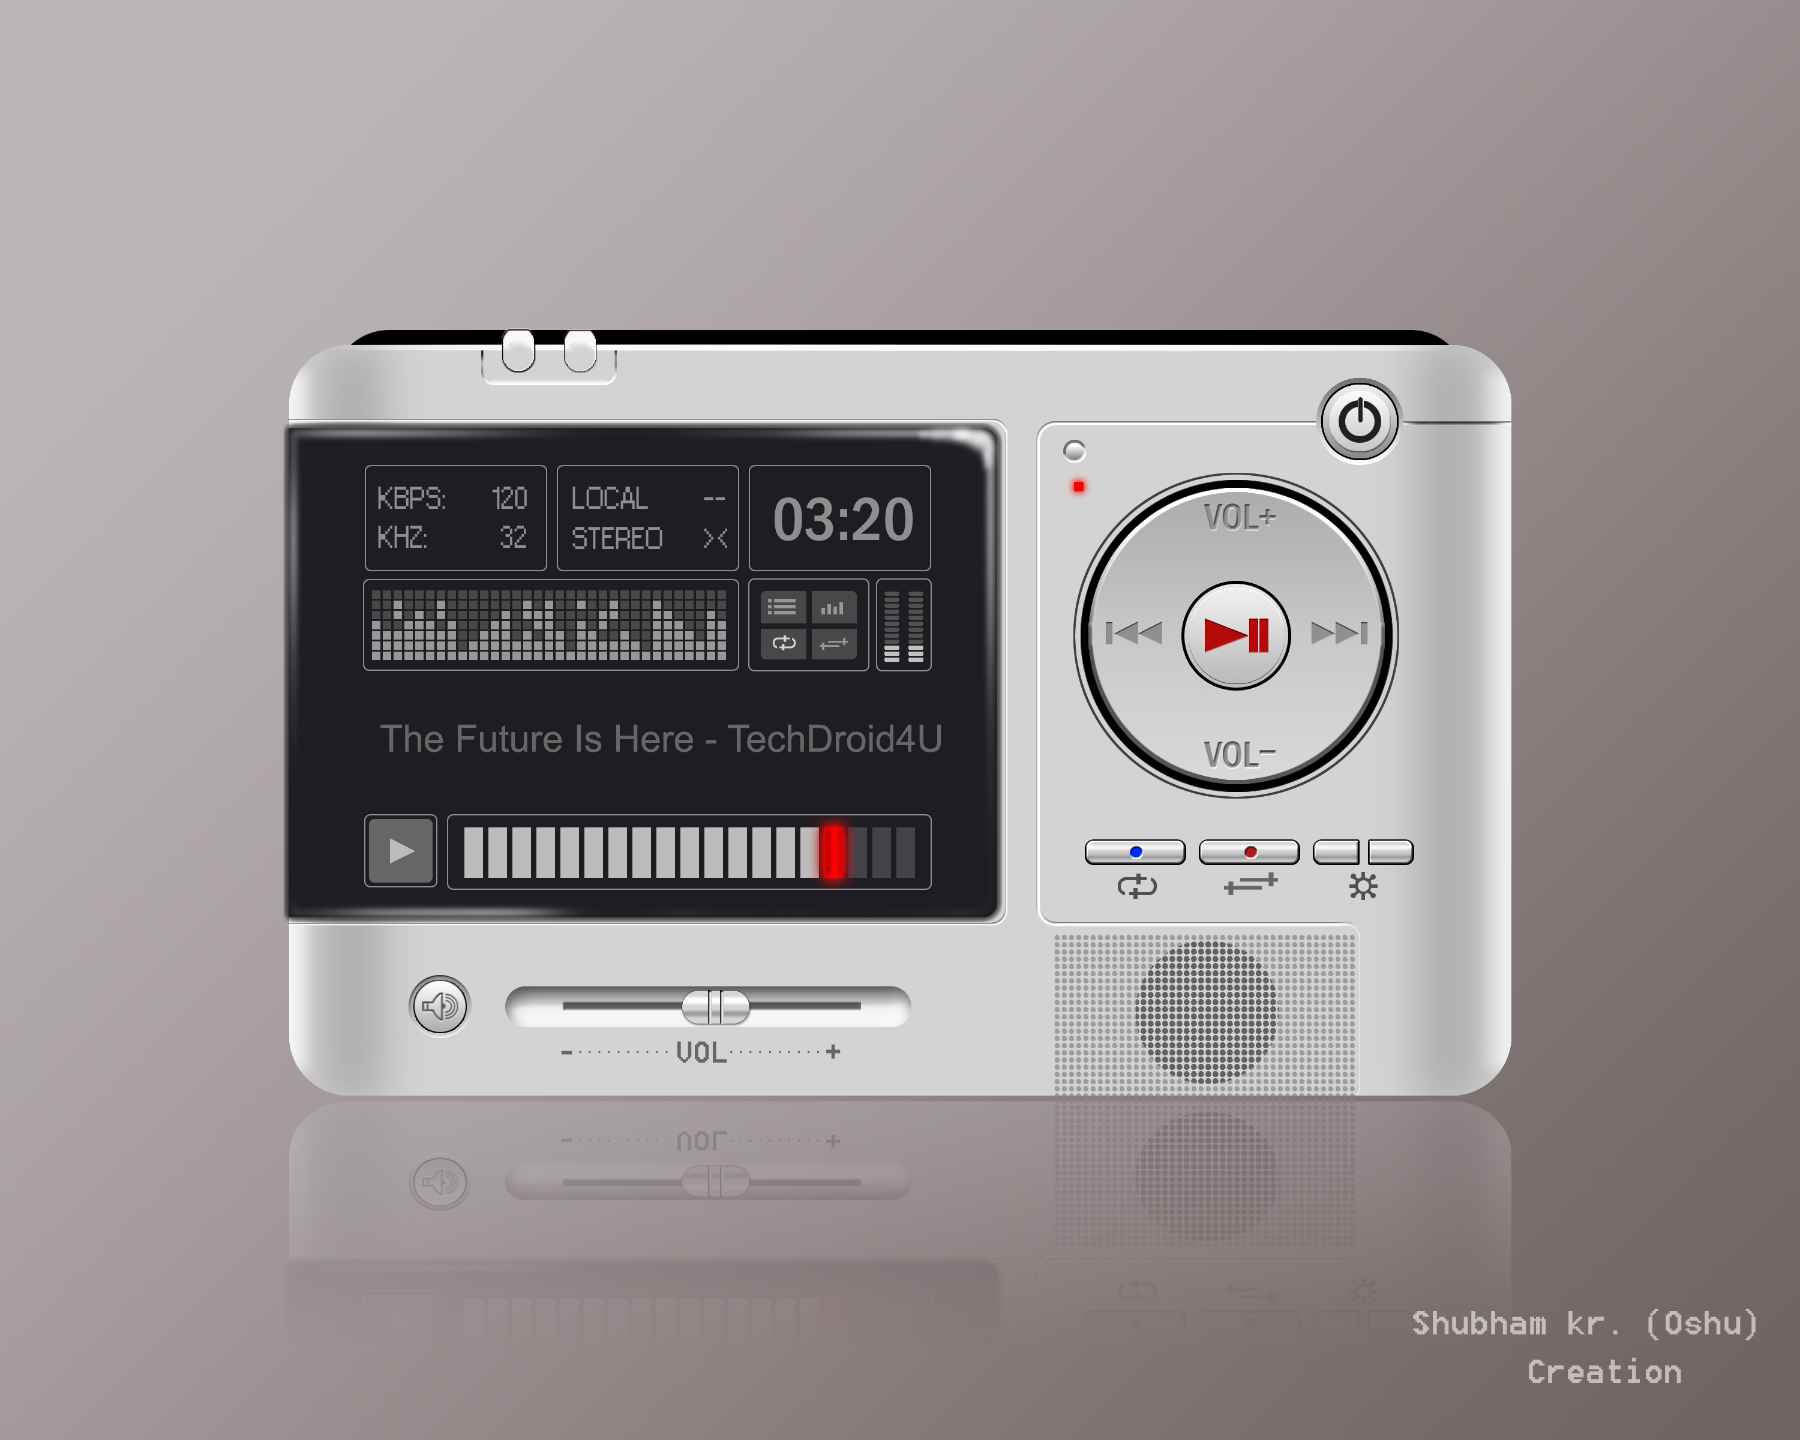 KBPS: 120
KHZ: 32
LOCAL --
STEREO ><
03:20
The Future Is Here - TechDroid4U
VOL+
VOL-
- VOL +
Shubham kr. (Oshu)
Creation